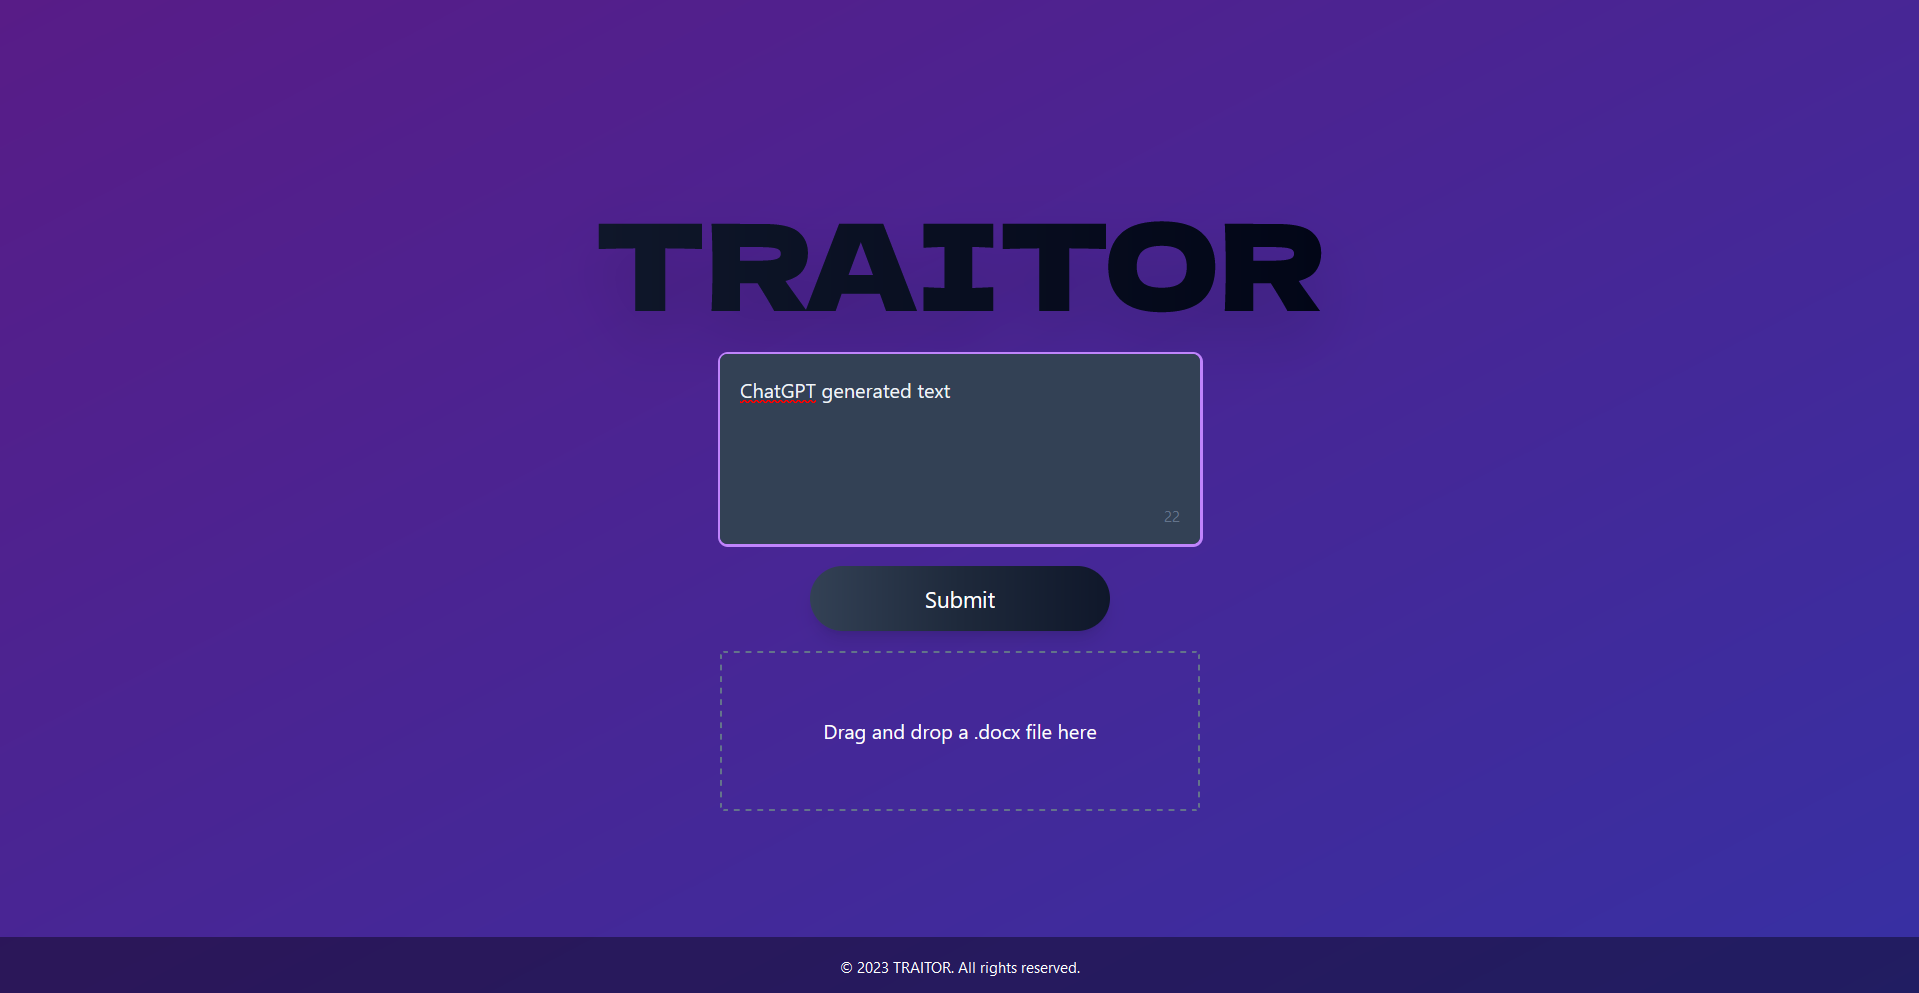 TRAITOR
ChatGPT generated text
22
Submit
Drag and drop a .docx file here
© 2023 TRAITOR. All rights reserved.